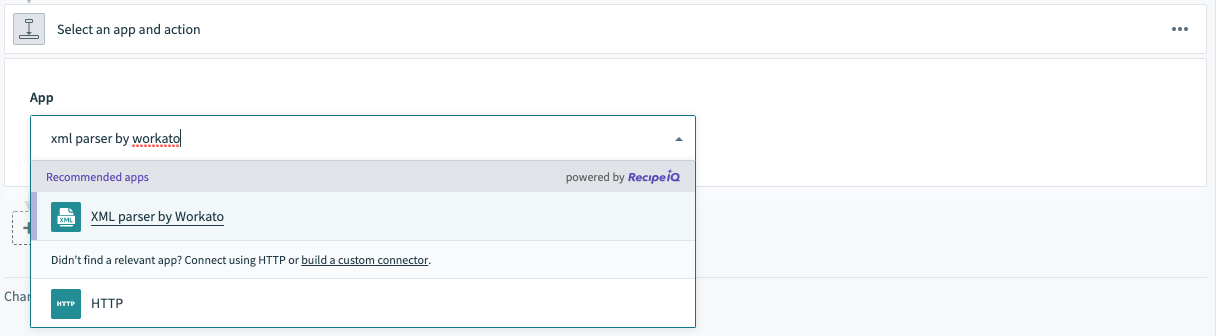 Select an app and action
App
xml parser by workato
Recommended apps
powered by RecipeIQ
XML
XML parser by Workato
Didn't find a relevant app? Connect using HTTP or build a custom connector.
Char
HTTP
HTTP